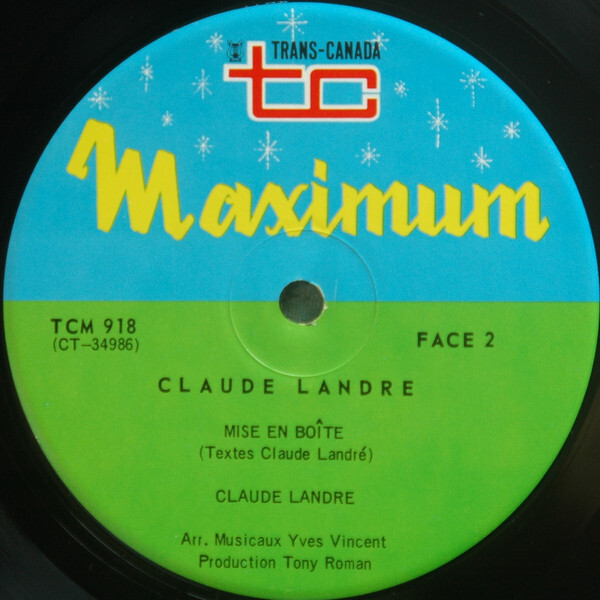 TRANS-CANADA
tc
Maximum
TCM 918
(CT-34986)
FACE 2
CLAUDE LANDRE
MISE EN BOÎTE
(Textes Claude Landré)
CLAUDE LANDRE
Arr. Musicaux Yves Vincent
Production Tony Roman